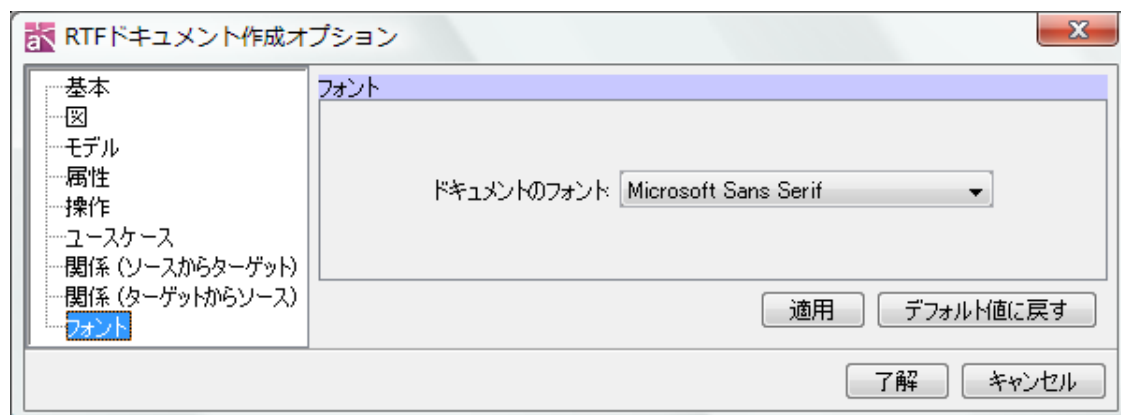 RTFドキュメント作成オプション
基本
図
モデル
属性
操作
ユースケース
関係 (ソースからターゲット)
関係 (ターゲットからソース)
フォント
フォント
ドキュメントのフォント: Microsoft Sans Serif
適用 デフォルト値に戻す
了解 キャンセル